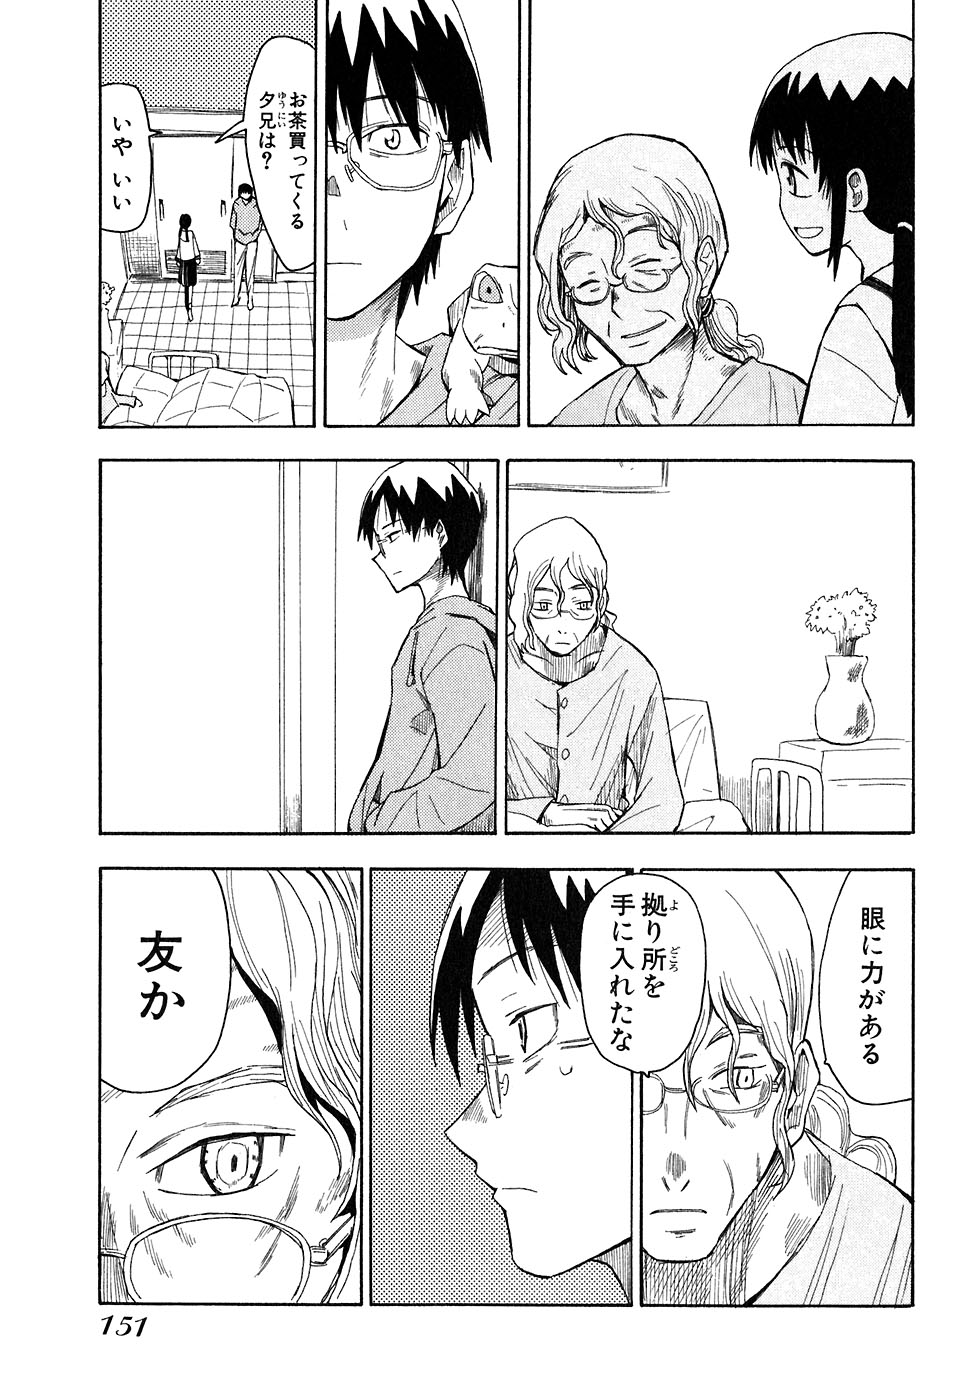 お茶買ってくる
夕兄は？
ゆうにい
いや いい
眼に力がある
拠り所を
よ どころ
手に入れたな
友か
151